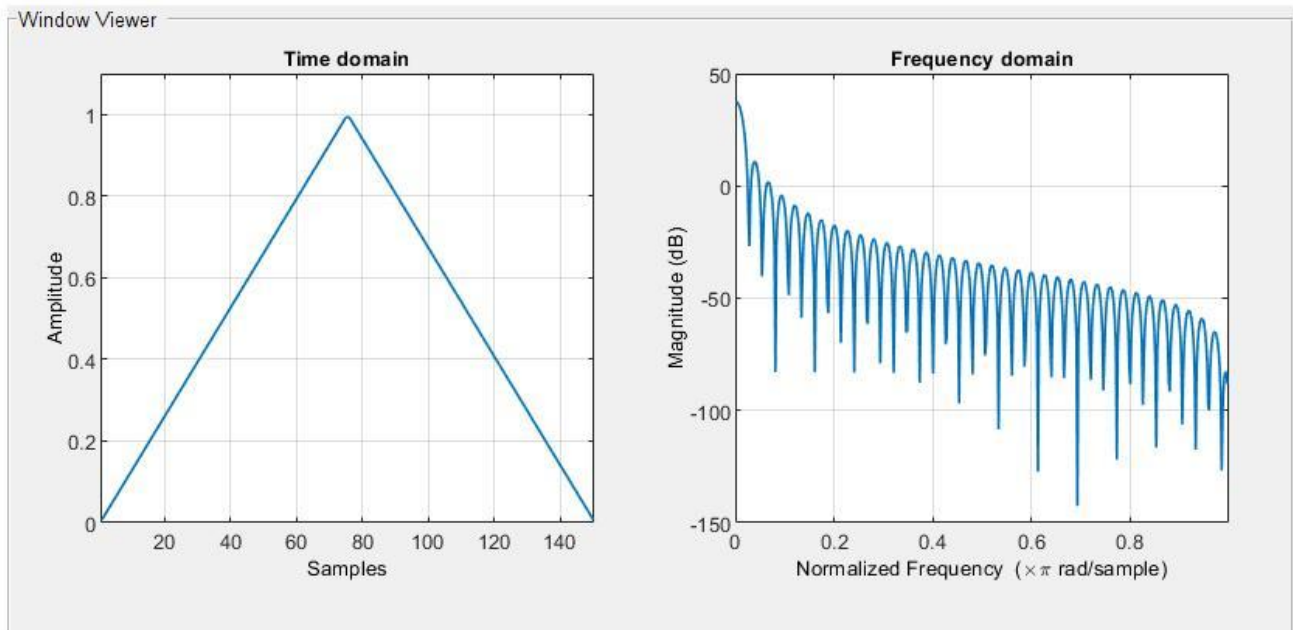 Window Viewer
Time domain
1
0.8
0.6
0.4
0.2
0
Amplitude
20 40 60 80 100 120 140
Samples
Frequency domain
50
0
-50
-100
-150
Magnitude (dB)
0 0.2 0.4 0.6 0.8
Normalized Frequency (×π rad/sample)